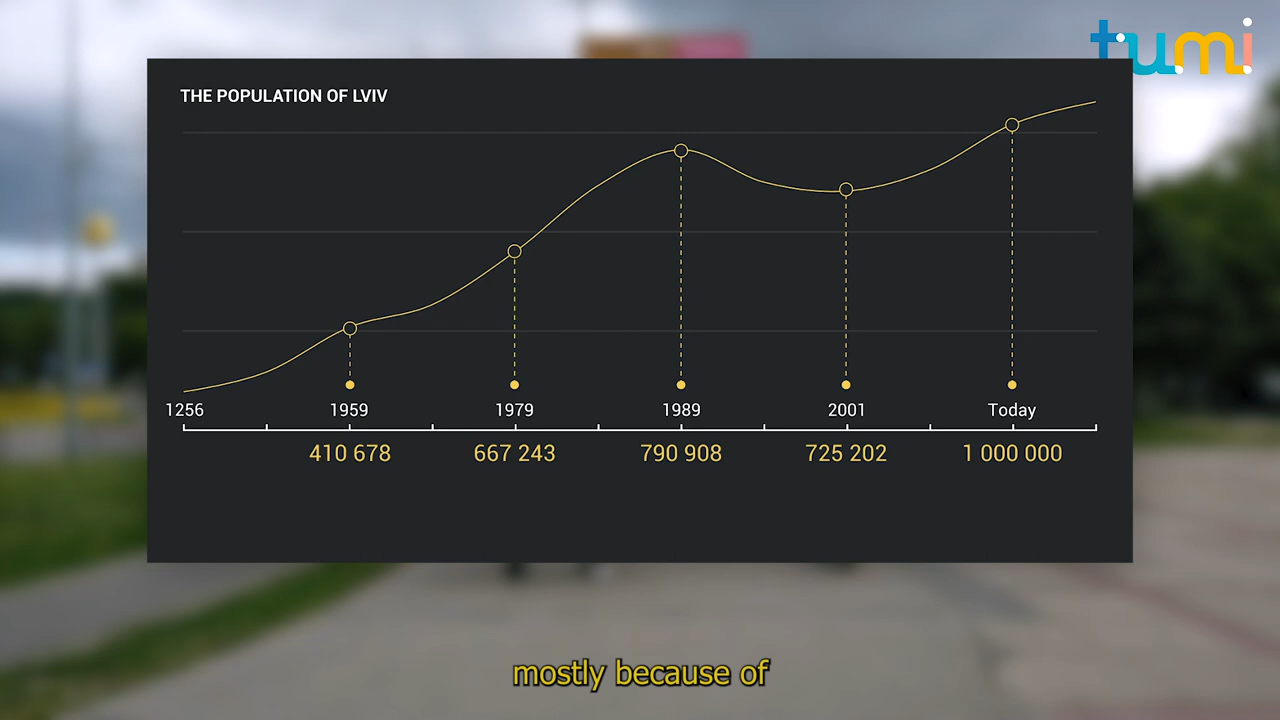 tumi
THE POPULATION OF LVIV
1256 1959 1979 1989 2001 Today
410 678 667 243 790 908 725 202 1 000 000
mostly because of